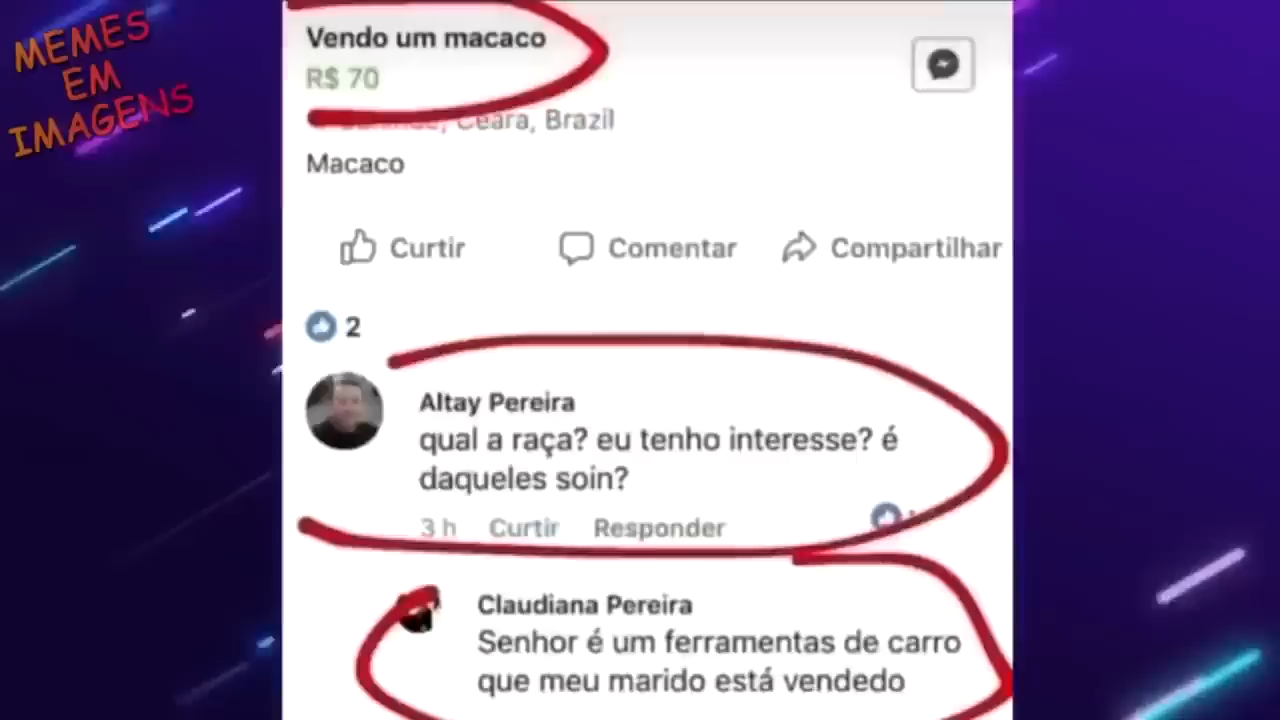 MEMES
EM
IMAGENS
Vendo um macaco
R$ 70
Ceara, Brazil
Macaco
Curtir Comentar Compartilhar
2
Altay Pereira
qual a raça? eu tenho interesse? é
daqueles soin?
3 h Curtir Responder
Claudiana Pereira
Senhor é um ferramentas de carro
que meu marido está vendedo